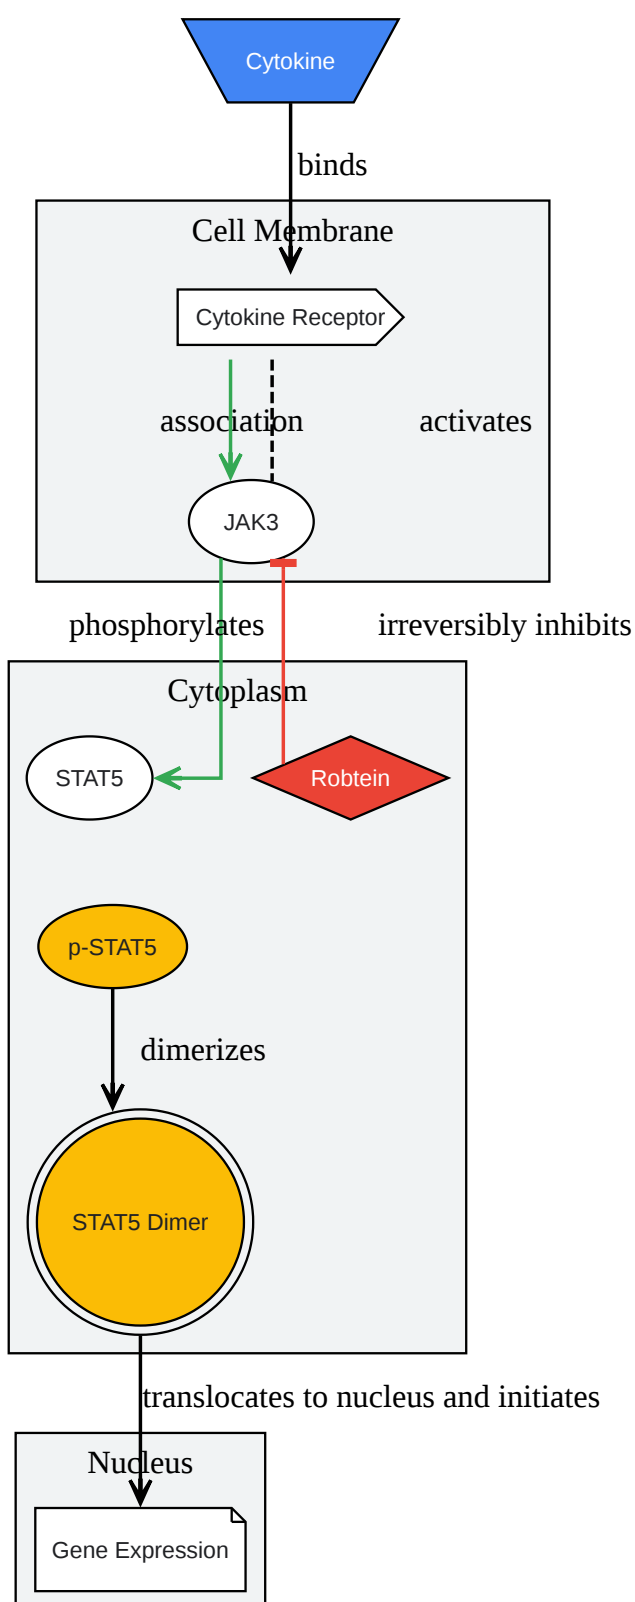 Cytokine
binds
Cell Membrane
Cytokine Receptor
association
activates
JAK3
phosphorylates
irreversibly inhibits
Cytoplasm
STAT5
Robtein
p-STAT5
dimerizes
STAT5 Dimer
translocates to nucleus and initiates
Nucleus
Gene Expression